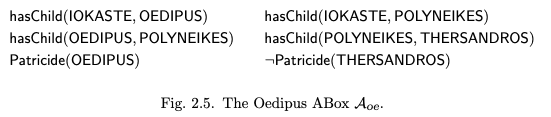 hasChild(IOKASTE, OEDIPUS) hasChild(IOKASTE, POLYNEIKES)
hasChild(OEDIPUS, POLYNEIKES) hasChild(POLYNEIKES, THERSANDROS)
Patricide(OEDIPUS) ¬Patricide(THERSANDROS)
Fig. 2.5. The Oedipus ABox 𝒜oe.